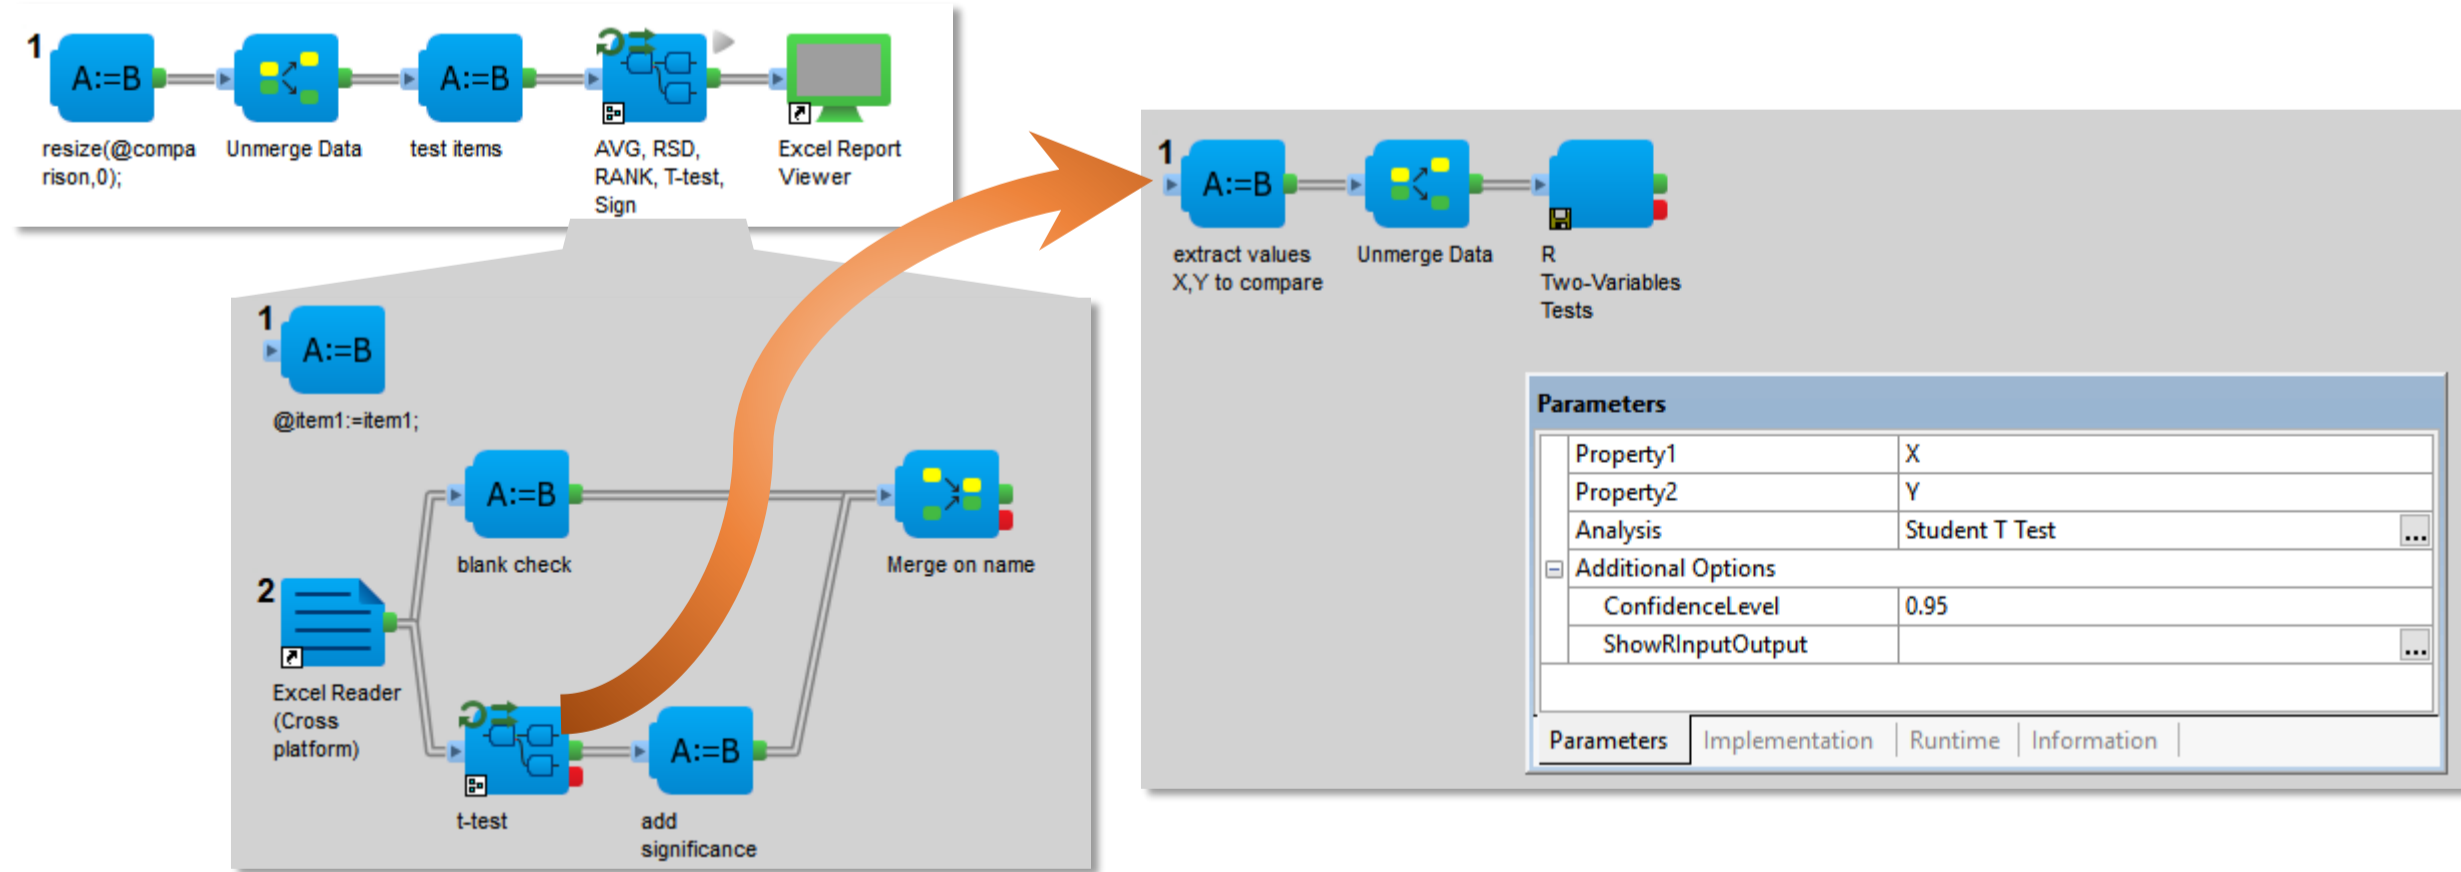 1
A:=B
A:=B
resize(@compa
rison,0);
Unmerge Data
test items
AVG, RSD,
RANK, T-test,
Sign
Excel Report
Viewer
1
A:=B
@item1:=item1;
A:=B
blank check
Merge on name
2
Excel Reader
(Cross
platform)
t-test
A:=B
add
significance
1
A:=B
extract values
X,Y to compare
Unmerge Data
R
Two-Variables
Tests
Parameters
Property1 X
Property2 Y
Analysis Student T Test ...
Additional Options
ConfidenceLevel 0.95
ShowRInputOutput ...
Parameters Implementation Runtime Information